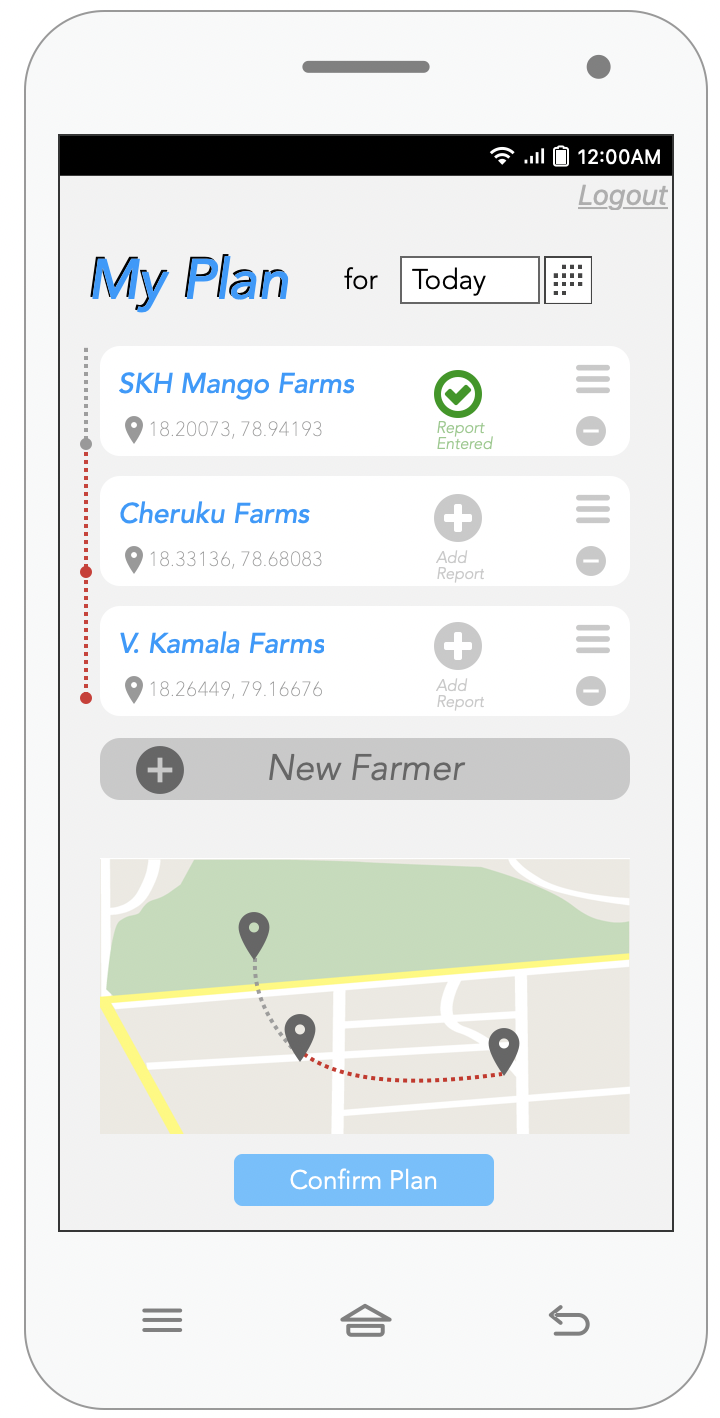 12:00AM
Logout
My Plan for Today
SKH Mango Farms
18.20073, 78.94193
Report
Entered
Cheruku Farms
18.33136, 78.68083
Add
Report
V. Kamala Farms
18.26449, 79.16676
Add
Report
New Farmer
Confirm Plan